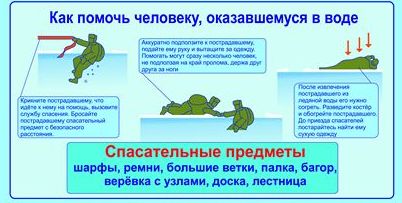 Как помочь человеку, оказавшемуся в воде
Аккуратно подползите к пострадавшему,
подайте ему руку и вытащите за одежду.
Помогать могут сразу несколько человек,
не подползая на край пролома, держа друг
друга за ноги
Крикните пострадавшему, что
идёте к нему на помощь, вызовите
службу спасения. Бросайте
пострадавшему спасательный
предмет с безопасного
расстояния.
После извлечения
пострадавшего из
ледяной воды его нужно
согреть. Разведите костёр
и обогрейте пострадавшего.
До приезда спасателей
постарайтесь найти ему
сухую одежду
Спасательные предметы
шарфы, ремни, большие ветки, палка, багор,
верёвка с узлами, доска, лестница